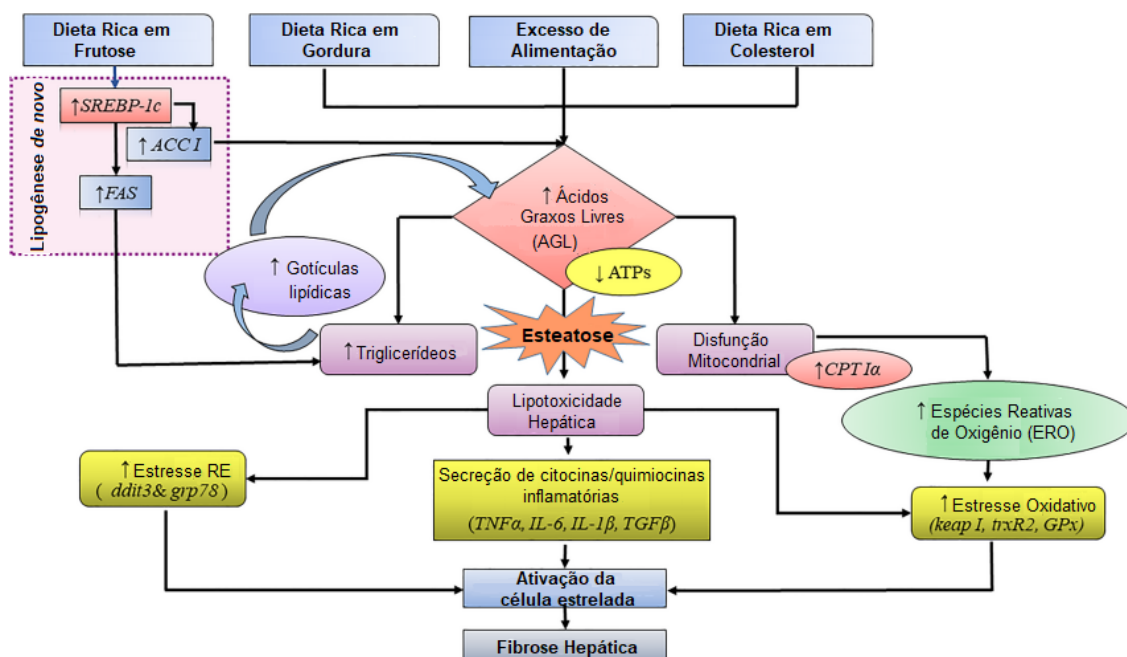 Dieta Rica em
Frutose
Dieta Rica em
Gordura
Excesso de
Alimentação
Dieta Rica em
Colesterol
Lipogênese de novo
↑SREBP-1c
↑ACC I
↑FAS
↑ Ácidos
Graxos Livres
(AGL)
↓ ATPs
↑ Gotículas
lipídicas
↑Triglicerídeos
Esteatose
Disfunção
Mitocondrial
↑CPT Iα
Lipotoxicidade
Hepática
↑ Espécies Reativas
de Oxigênio (ERO)
↑Estresse RE
( ddit3& grp78)
Secreção de citocinas/quimiocinas
inflamatórias
(TNFα, IL-6, IL-1β, TGFβ)
↑Estresse Oxidativo
(keap I, trxR2, GPx)
Ativação da
célula estrelada
Fibrose Hepática